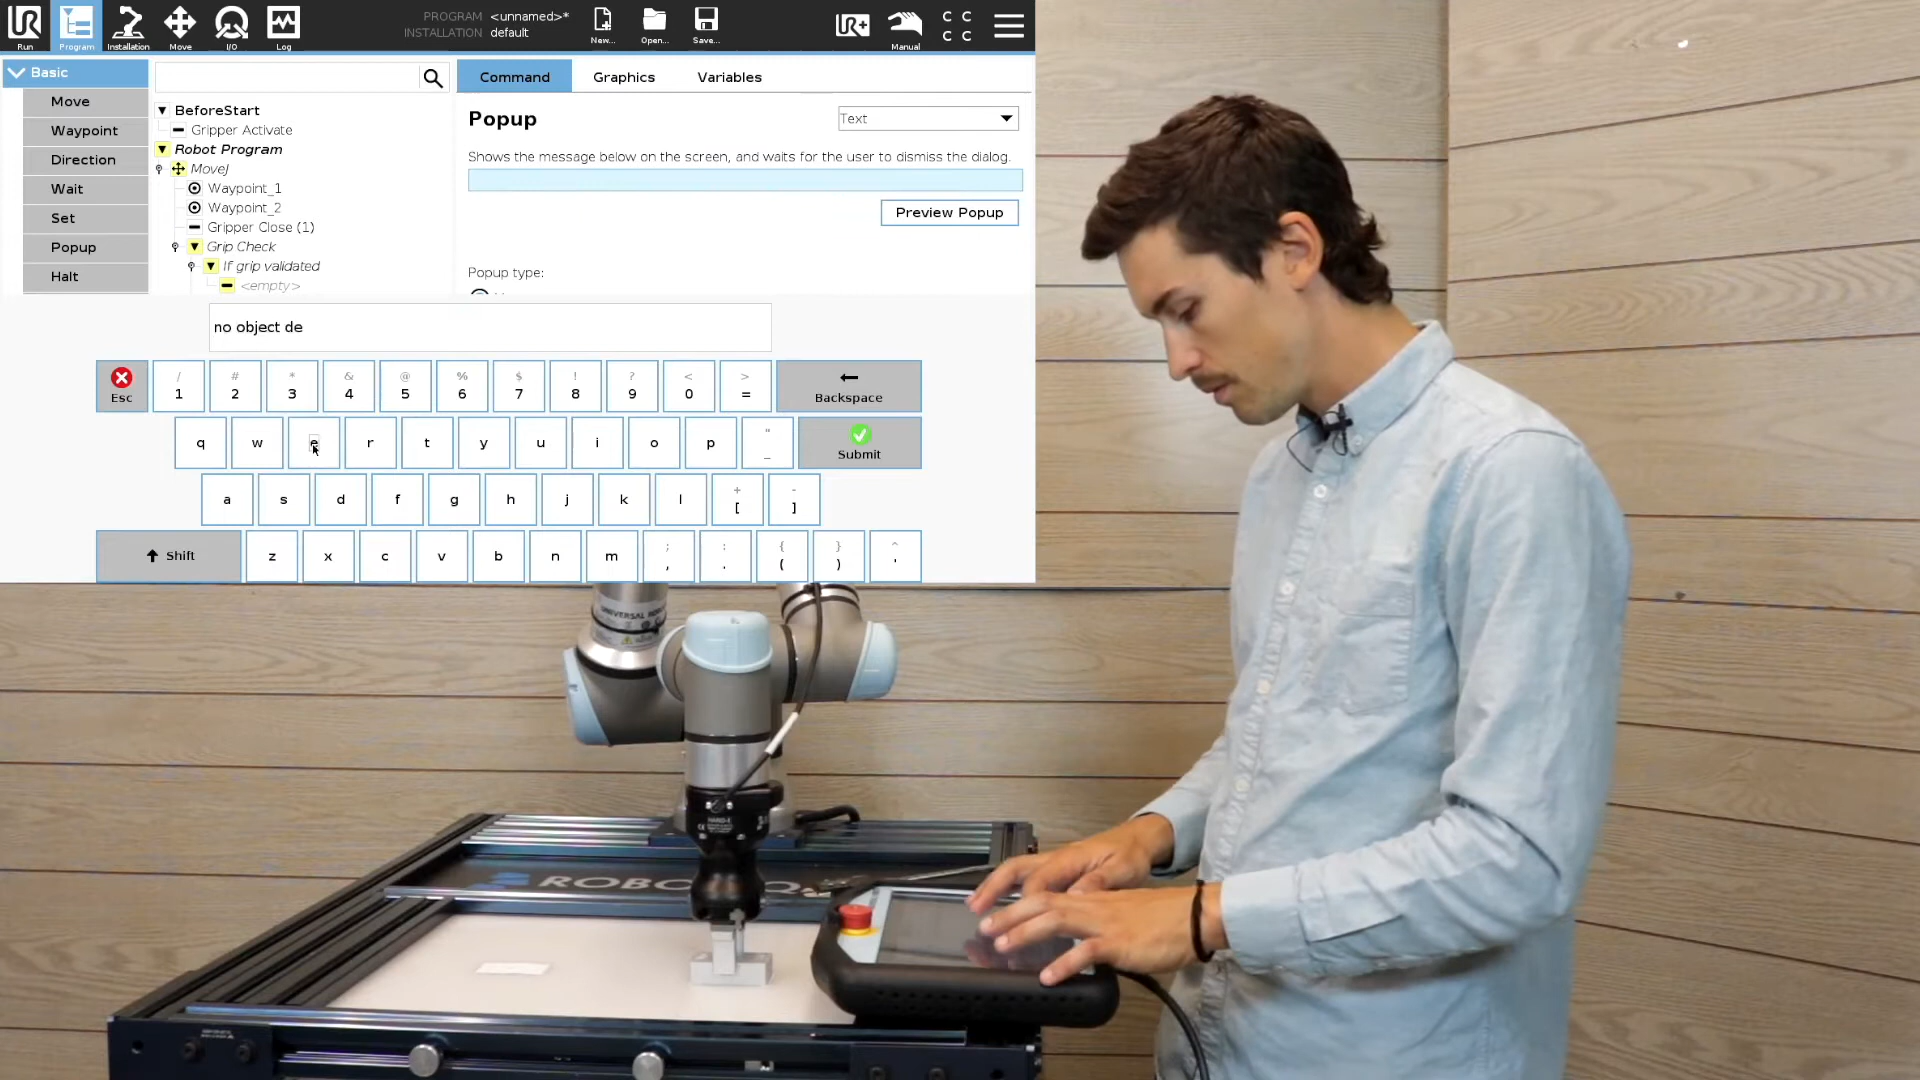 PROGRAM <unnamed>*
INSTALLATION default
Run
Program
Installation
Move
I/O
Log
New...
Open...
Save...
UR+
Manual
C C
C C
Basic
Move
Waypoint
Direction
Wait
Set
Popup
Halt
BeforeStart
Gripper Activate
Robot Program
MoveJ
Waypoint_1
Waypoint_2
Gripper Close (1)
Grip Check
If grip validated
<empty>
Command
Graphics
Variables
Popup
Text
Shows the message below on the screen, and waits for the user to dismiss the dialog.
Preview Popup
Popup type:
no object de
Esc
/ # * & @ % $ ! ? < >
1 2 3 4 5 6 7 8 9 0 =
Backspace
q w e r t y u i o p " _
Submit
a s d f g h j k l + [ - ]
Shift
z x c v b n m ; , : . { ( } ) ^ '
UNIVERSAL ROBO
HAND-E
ROBO Q